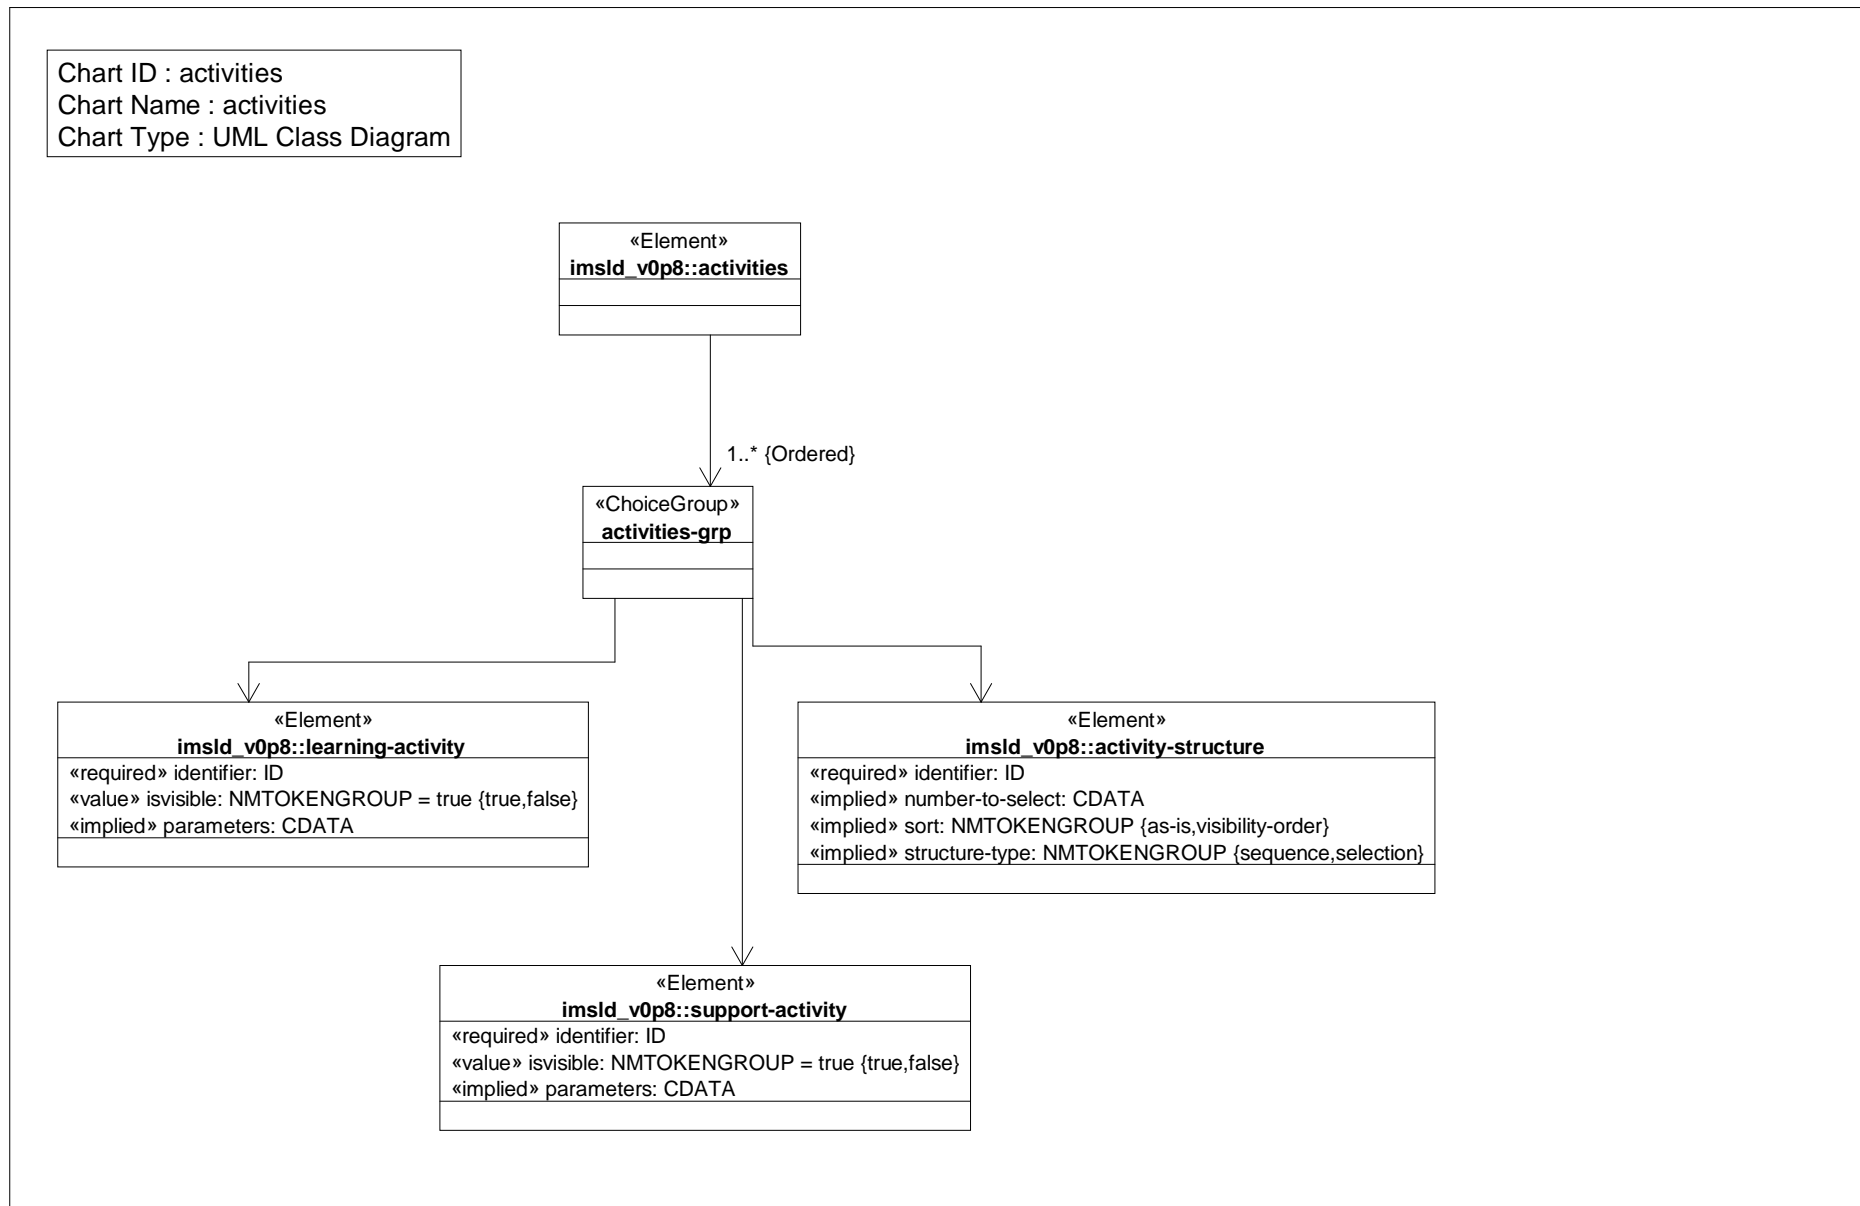 Chart ID : activities
Chart Name : activities
Chart Type : UML Class Diagram
«Element»
imsld_v0p8::activities
1..* {Ordered}
«ChoiceGroup»
activities-grp
«Element»
imsld_v0p8::learning-activity
«required» identifier: ID
«value» isvisible: NMTOKENGROUP = true {true,false}
«implied» parameters: CDATA
«Element»
imsld_v0p8::activity-structure
«required» identifier: ID
«implied» number-to-select: CDATA
«implied» sort: NMTOKENGROUP {as-is,visibility-order}
«implied» structure-type: NMTOKENGROUP {sequence,selection}
«Element»
imsld_v0p8::support-activity
«required» identifier: ID
«value» isvisible: NMTOKENGROUP = true {true,false}
«implied» parameters: CDATA